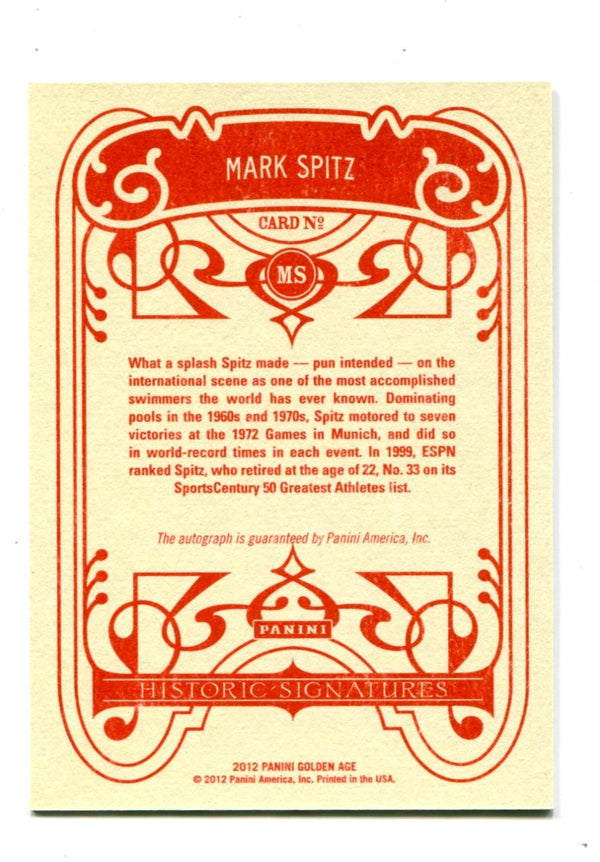 MARK SPITZ
CARD Nº
MS
What a splash Spitz made — pun intended — on the
international scene as one of the most accomplished
swimmers the world has ever known. Dominating
pools in the 1960s and 1970s, Spitz motored to seven
victories at the 1972 Games in Munich, and did so
in world-record times in each event. In 1999, ESPN
ranked Spitz, who retired at the age of 22, No. 33 on its
SportsCentury 50 Greatest Athletes list.
The autograph is guaranteed by Panini America, Inc.
PANINI
HISTORIC·SIGNATURES
2012 PANINI GOLDEN AGE
© 2012 Panini America, Inc. Printed in the USA.